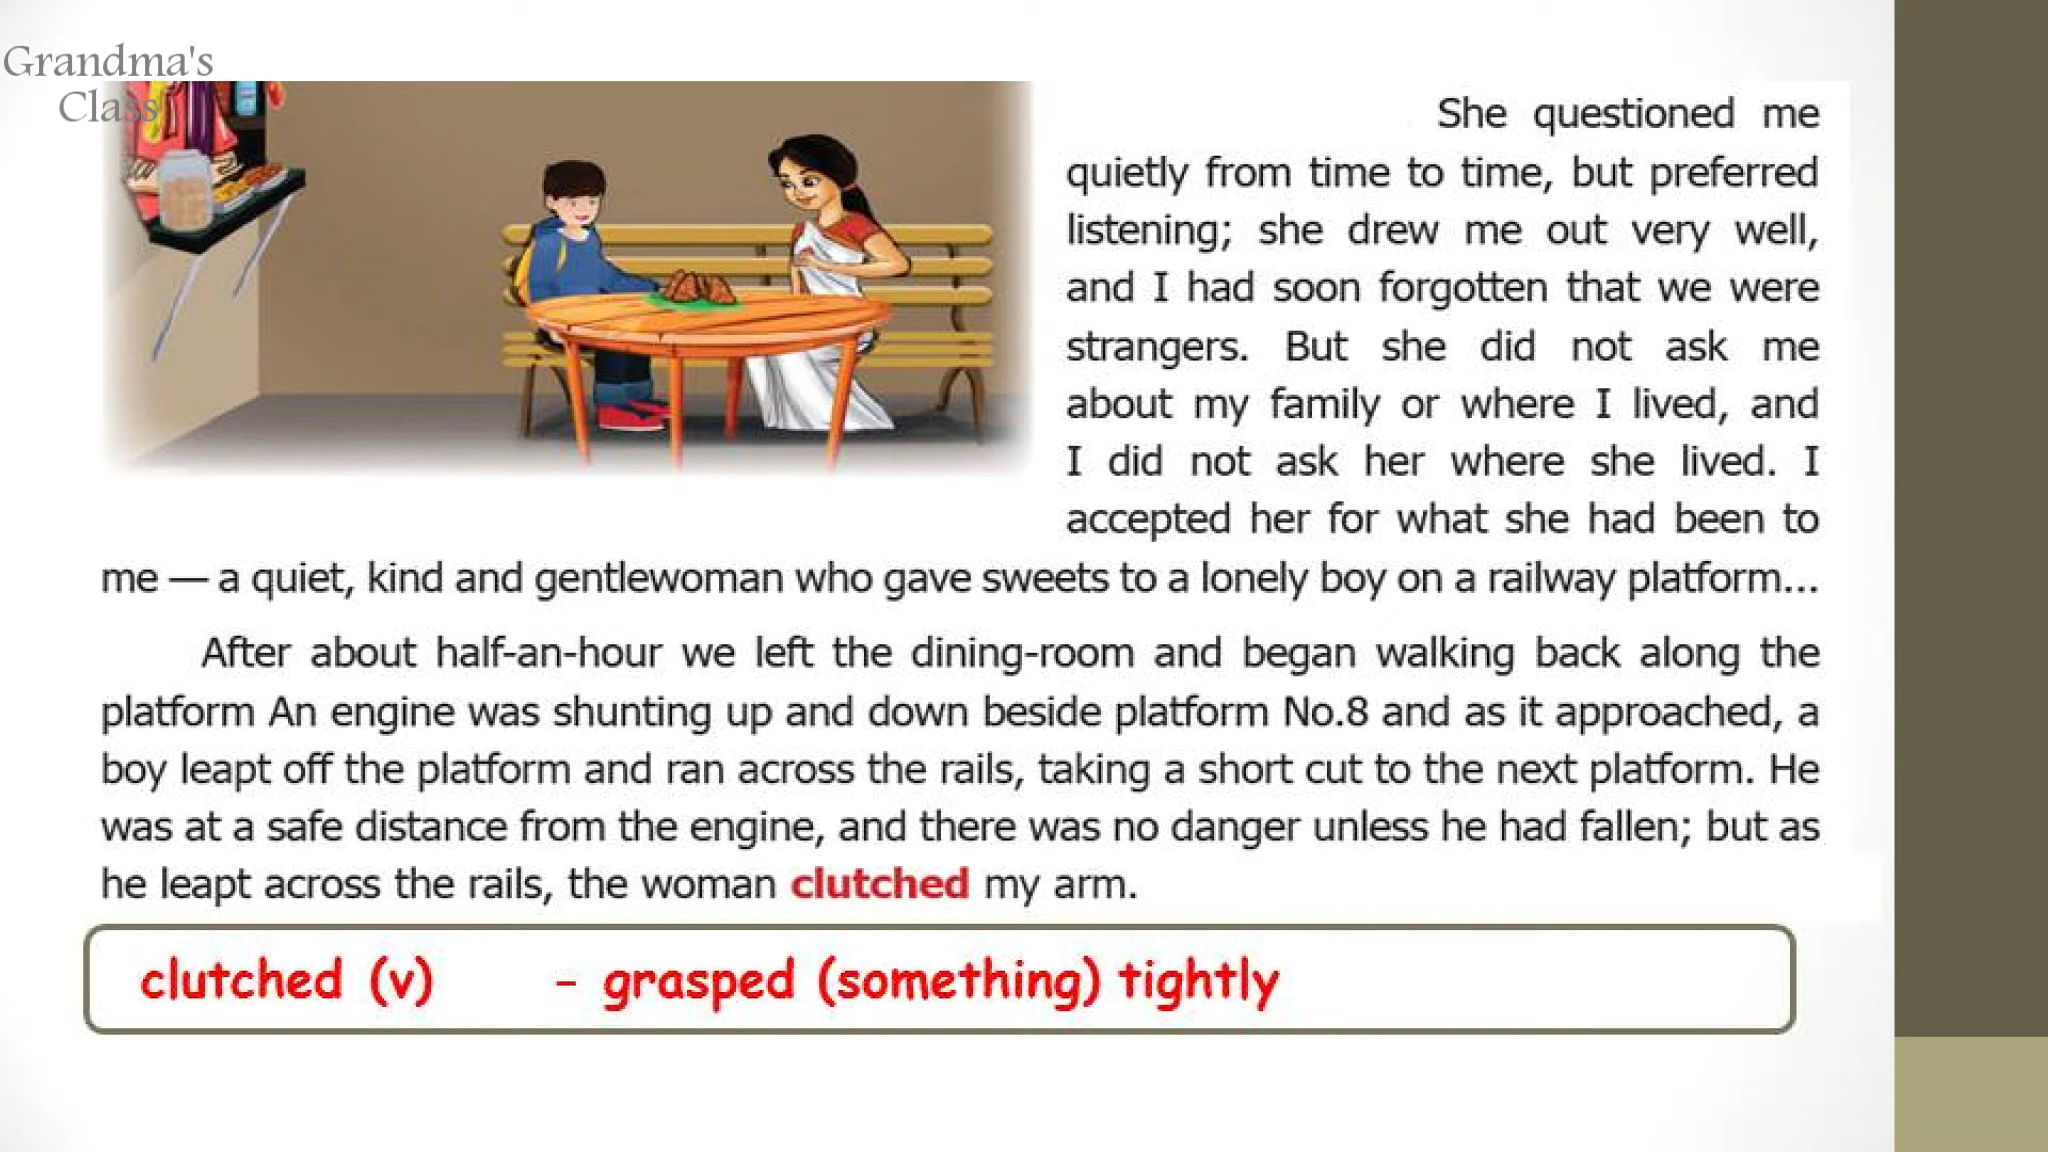 Grandma's
Class
She questioned me
quietly from time to time, but preferred
listening; she drew me out very well,
and I had soon forgotten that we were
strangers. But she did not ask me
about my family or where I lived, and
I did not ask her where she lived. I
accepted her for what she had been to
me — a quiet, kind and gentlewoman who gave sweets to a lonely boy on a railway platform...
After about half-an-hour we left the dining-room and began walking back along the
platform An engine was shunting up and down beside platform No.8 and as it approached, a
boy leapt off the platform and ran across the rails, taking a short cut to the next platform. He
was at a safe distance from the engine, and there was no danger unless he had fallen; but as
he leapt across the rails, the woman clutched my arm.
clutched (v) - grasped (something) tightly